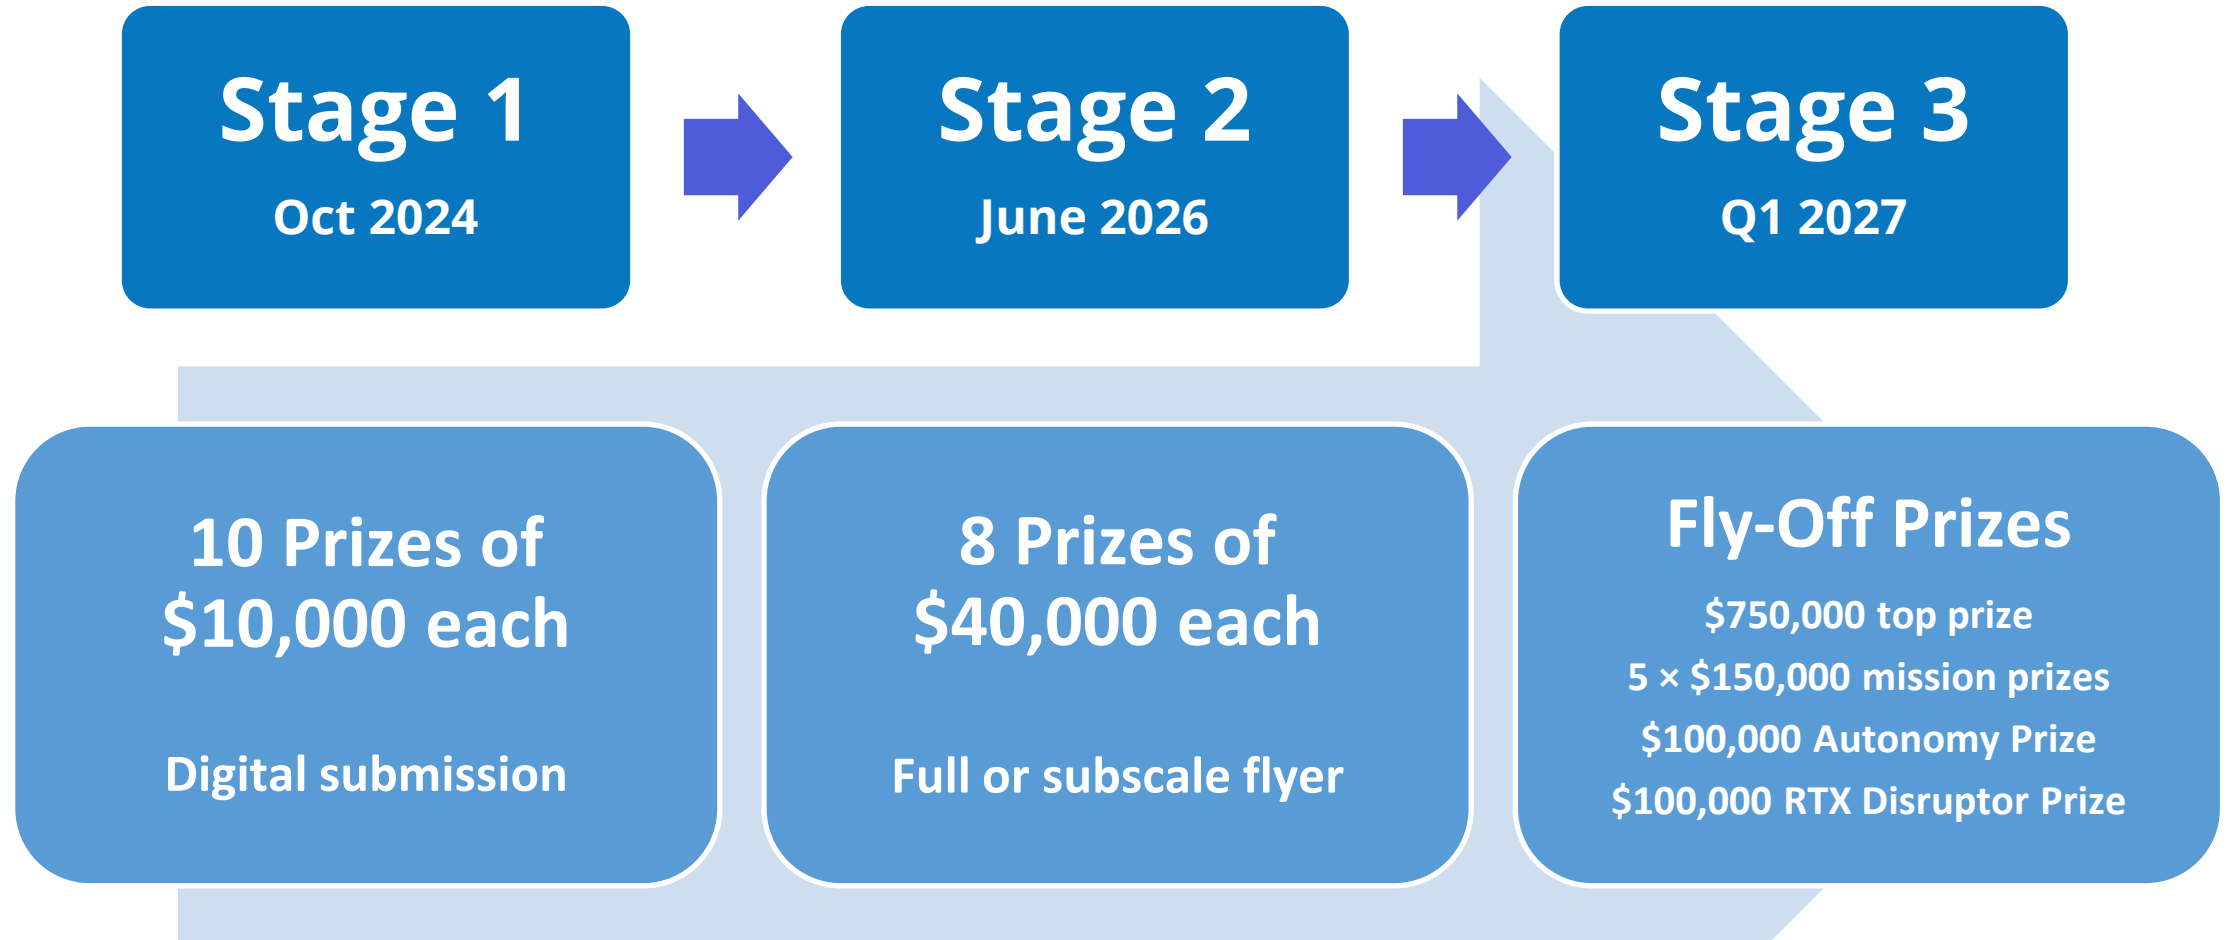 Stage 1
Oct 2024
Stage 2
June 2026
Stage 3
Q1 2027
10 Prizes of
$10,000 each
Digital submission
8 Prizes of
$40,000 each
Full or subscale flyer
Fly-Off Prizes
$750,000 top prize
5 × $150,000 mission prizes
$100,000 Autonomy Prize
$100,000 RTX Disruptor Prize